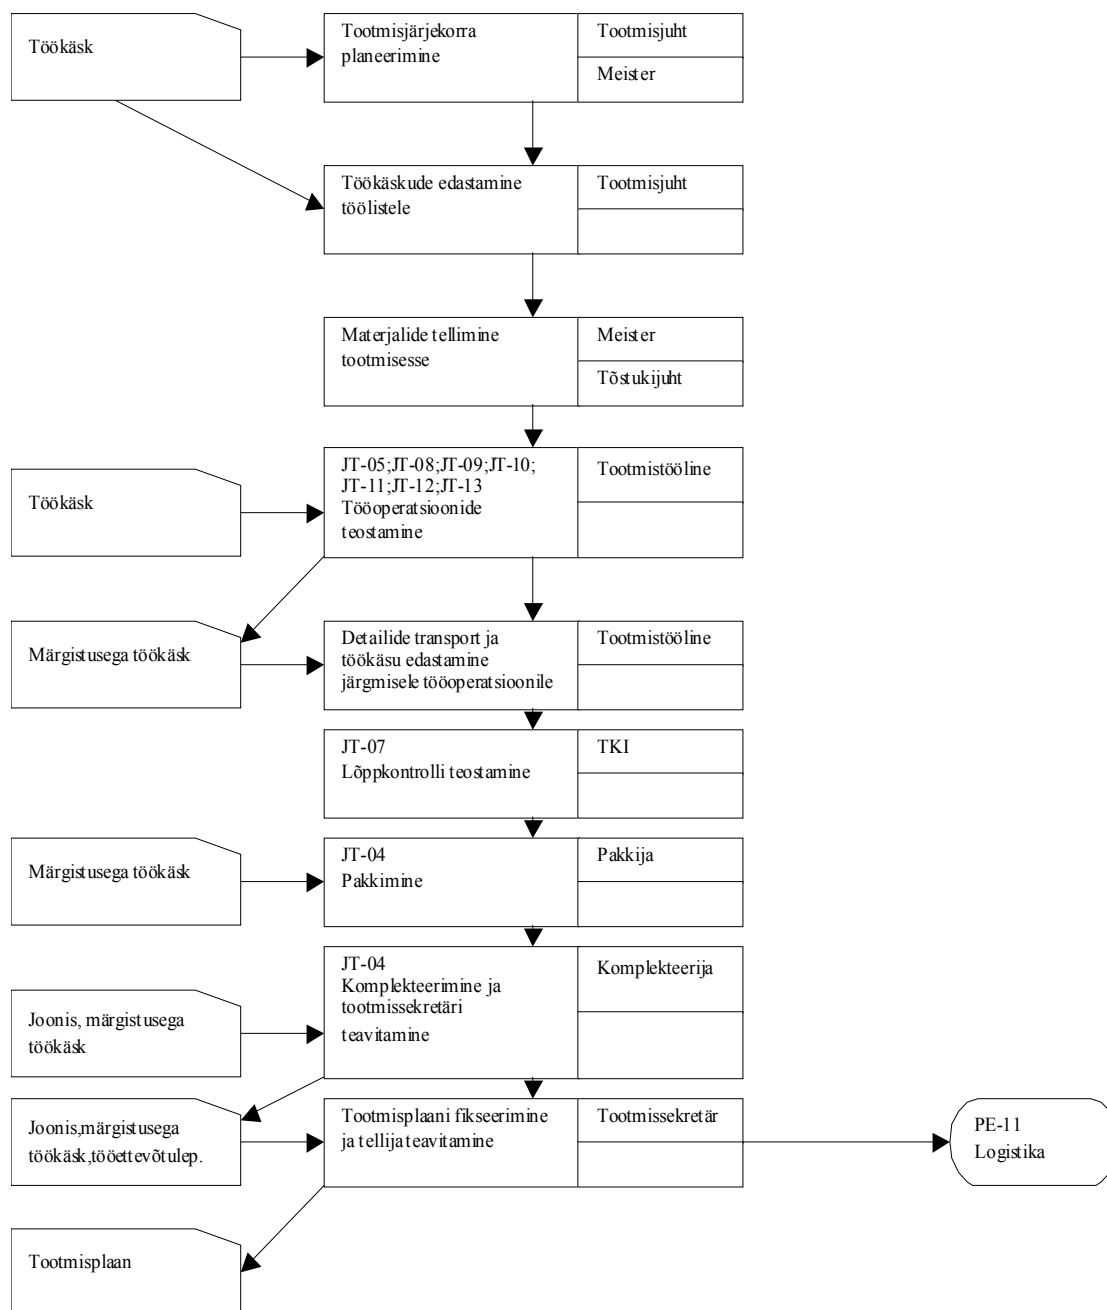 Töökäsk
Tootmisjärjekorra
planeerimine
Tootmisjuht
Meister
Töökäskude edastamine
töölistele
Tootmisjuht
Materjalide tellimine
tootmisesse
Meister
Tõstukijuht
Töökäsk
JT-05;JT-08;JT-09;JT-10;
JT-11;JT-12;JT-13
Tööoperatsioonide
teostamine
Tootmistööline
Märgistusega töökäsk
Detailide transport ja
töökäsu edastamine
järgmisele tööoperatsioonile
Tootmistööline
JT-07
Lõppkontrolli teostamine
TKI
Märgistusega töökäsk
JT-04
Pakkimine
Pakkija
Joonis, märgistusega
töökäsk
JT-04
Komplekteerimine ja
tootmissekretäri
teavitamine
Komplekteerija
Joonis,märgistusega
töökäsk,tööettevõtulep.
Tootmisplaani fikseerimine
ja tellija teavitamine
Tootmissekretär
PE-11
Logistika
Tootmisplaan